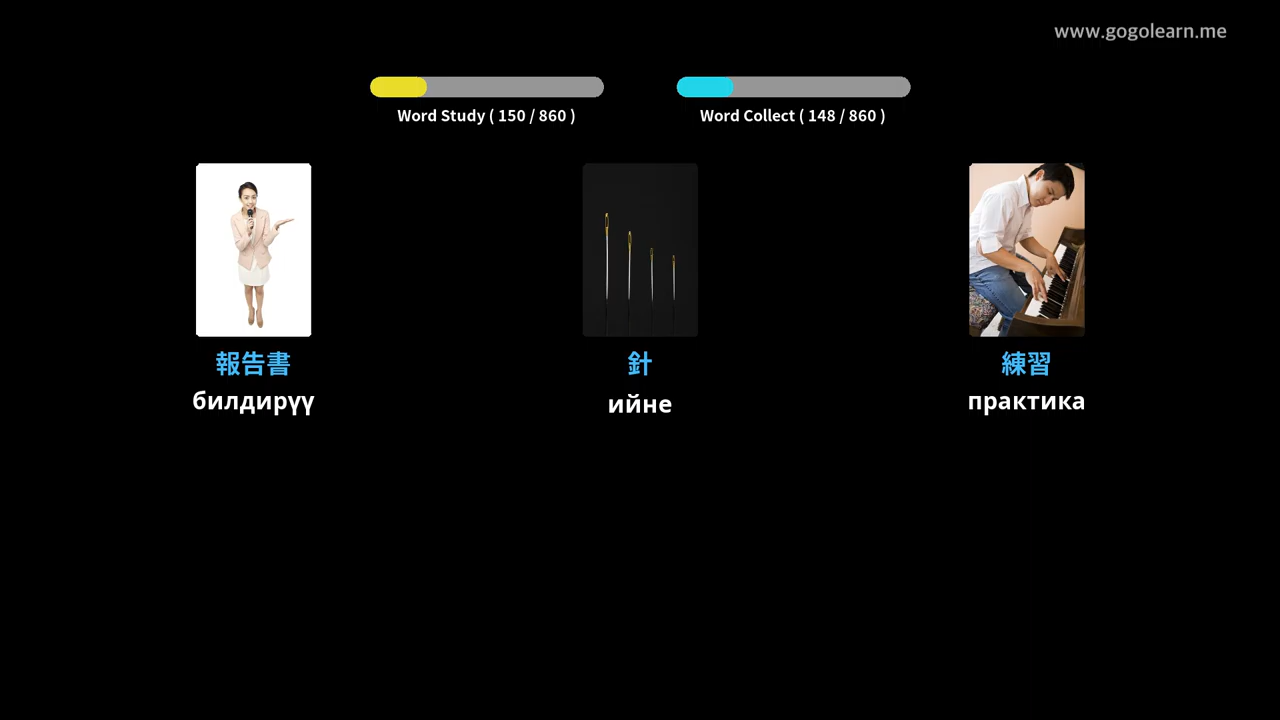 www.gogolearn.me
Word Study ( 150 / 860 )
Word Collect ( 148 / 860 )
報告書
билдирүү
針
ийне
練習
практика